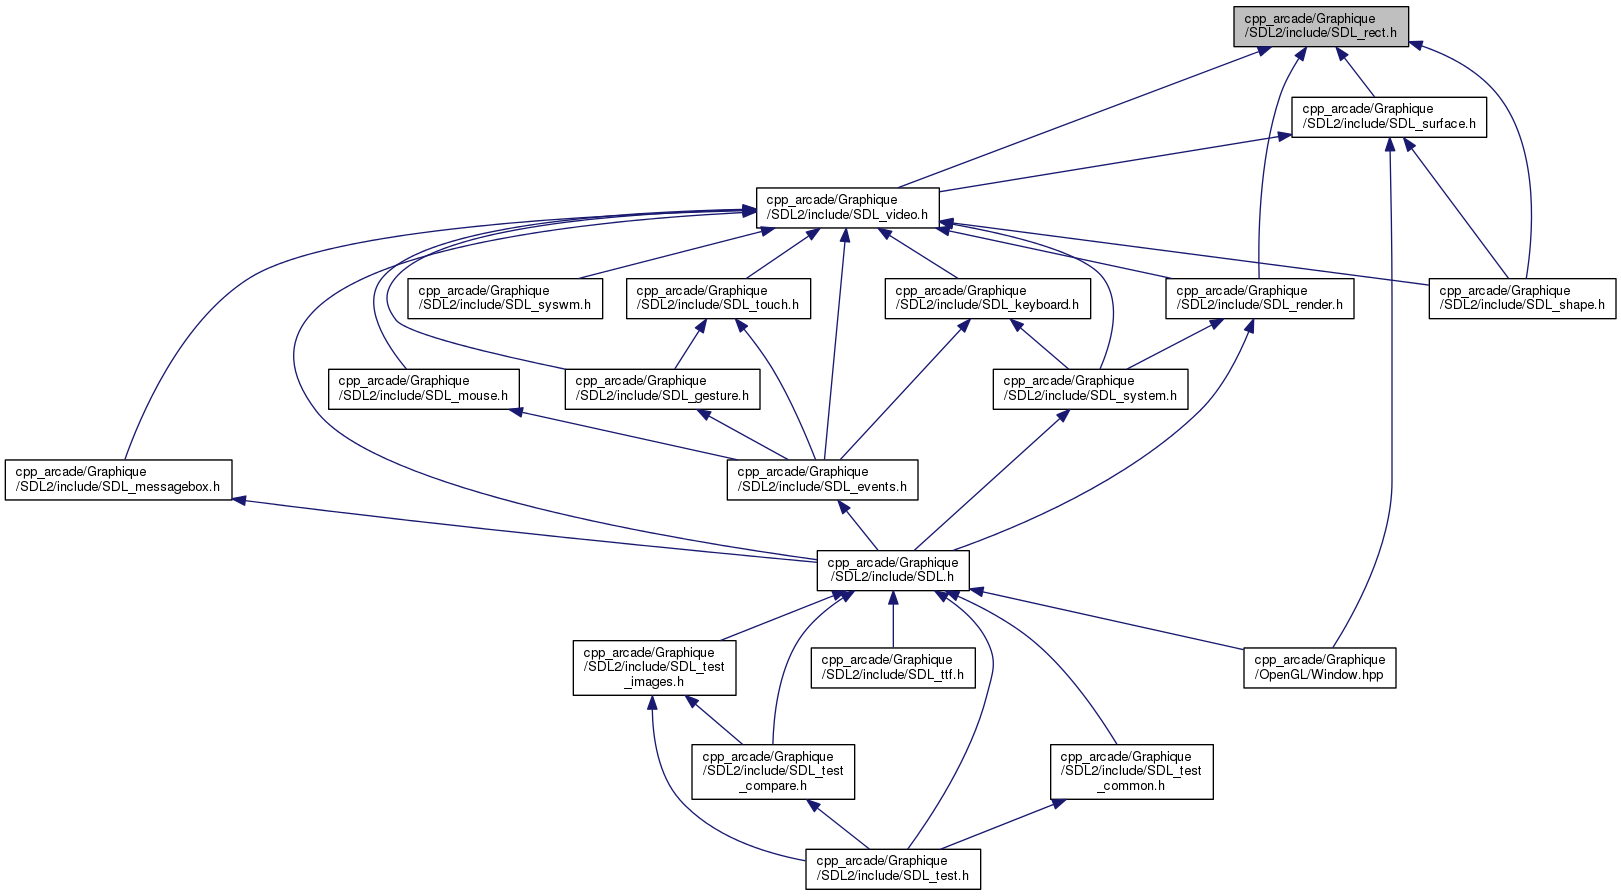 cpp_arcade/Graphique
/SDL2/include/SDL_rect.h
cpp_arcade/Graphique
/SDL2/include/SDL_surface.h
cpp_arcade/Graphique
/SDL2/include/SDL_video.h
cpp_arcade/Graphique
/SDL2/include/SDL_syswm.h
cpp_arcade/Graphique
/SDL2/include/SDL_touch.h
cpp_arcade/Graphique
/SDL2/include/SDL_keyboard.h
cpp_arcade/Graphique
/SDL2/include/SDL_render.h
cpp_arcade/Graphique
/SDL2/include/SDL_shape.h
cpp_arcade/Graphique
/SDL2/include/SDL_mouse.h
cpp_arcade/Graphique
/SDL2/include/SDL_gesture.h
cpp_arcade/Graphique
/SDL2/include/SDL_system.h
cpp_arcade/Graphique
/SDL2/include/SDL_messagebox.h
cpp_arcade/Graphique
/SDL2/include/SDL_events.h
cpp_arcade/Graphique
/SDL2/include/SDL.h
cpp_arcade/Graphique
/SDL2/include/SDL_test
_images.h
cpp_arcade/Graphique
/SDL2/include/SDL_ttf.h
cpp_arcade/Graphique
/OpenGL/Window.hpp
cpp_arcade/Graphique
/SDL2/include/SDL_test
_compare.h
cpp_arcade/Graphique
/SDL2/include/SDL_test
_common.h
cpp_arcade/Graphique
/SDL2/include/SDL_test.h